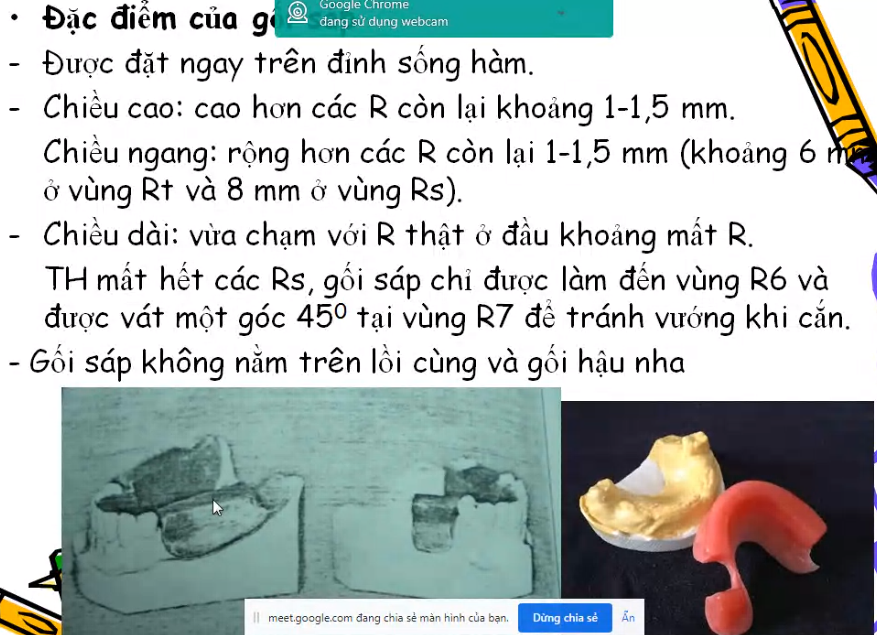 Google Chrome
đang sử dụng webcam
• Đặc điểm của
- Được đặt ngay trên đỉnh sống hàm.
- Chiều cao: cao hơn các R còn lại khoảng 1-1,5 mm.
Chiều ngang: rộng hơn các R còn lại 1-1,5 mm (khoảng 6 mm
ở vùng Rt và 8 mm ở vùng Rs).
- Chiều dài: vừa chạm với R thật ở đầu khoảng mất R.
TH mất hết các Rs, gối sáp chỉ được làm đến vùng R6 và
được vát một góc 45⁰ tại vùng R7 để tránh vướng khi cắn.
- Gối sáp không nằm trên lồi cùng và gối hậu nha
meet.google.com đang chia sẻ màn hình của bạn.
Dừng chia sẻ
Ẩn